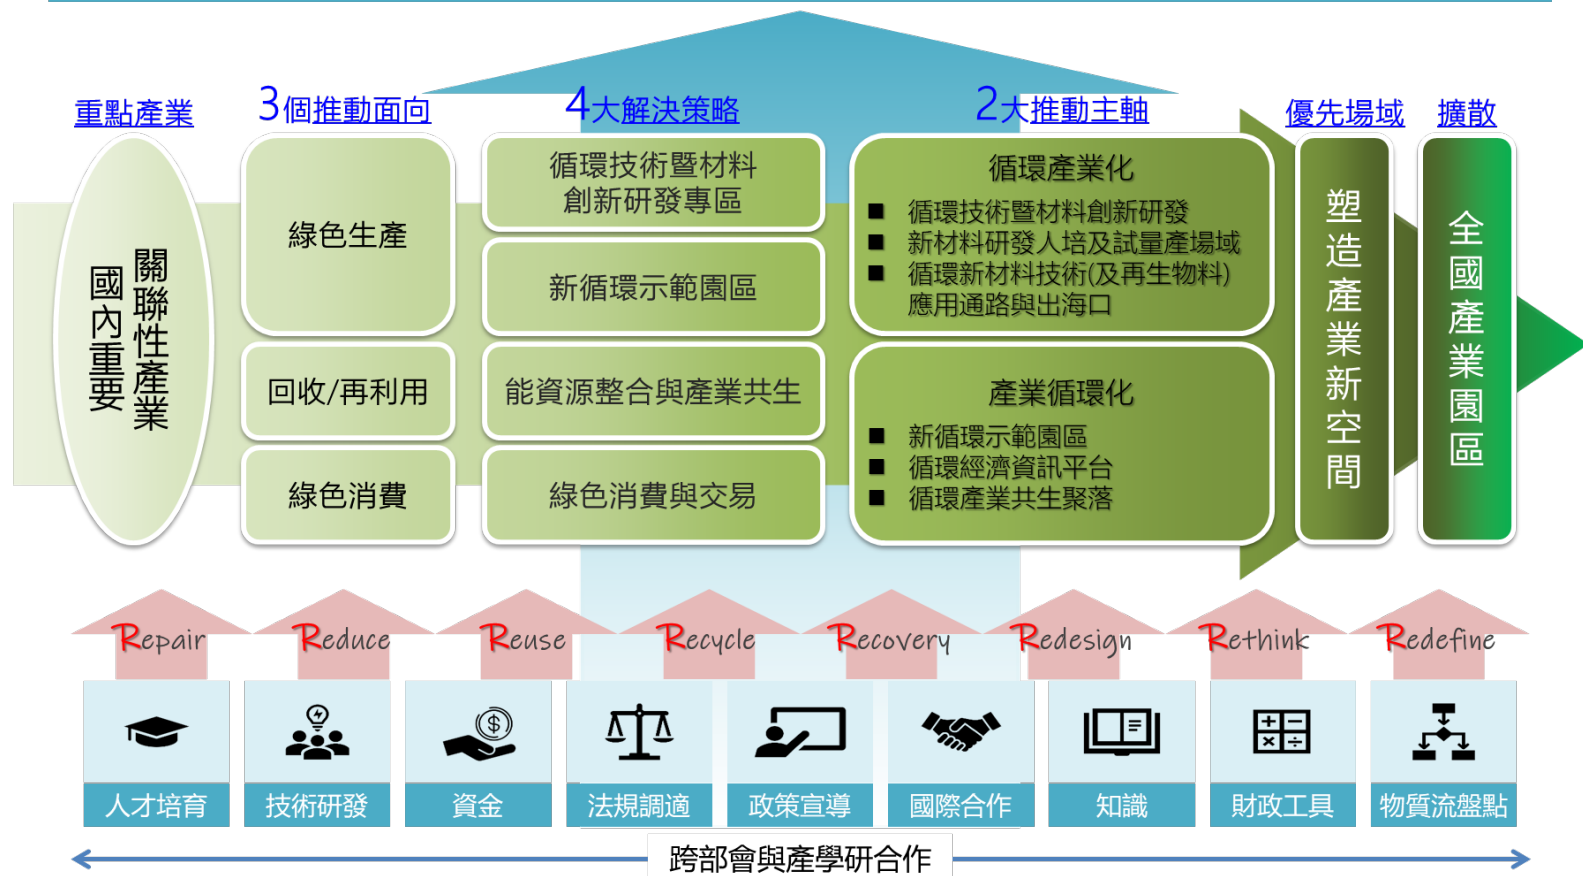 重點產業
3個推動面向
4大解決策略
2大推動主軸
優先場域
擴散
國內重要
關聯性產業
綠色生產
回收/再利用
綠色消費
循環技術暨材料
創新研發專區
新循環示範園區
能資源整合與產業共生
綠色消費與交易
循環產業化
■ 循環技術暨材料創新研發
■ 新材料研發人培及試量產場域
■ 循環新材料技術(及再生物料)
應用通路與出海口
產業循環化
■ 新循環示範園區
■ 循環經濟資訊平台
■ 循環產業共生聚落
塑造產業新空間
全國產業園區
Repair
Reduce
Reuse
Recycle
Recovery
Redesign
Rethink
Redefine
人才培育
技術研發
資金
法規調適
政策宣導
國際合作
知識
財政工具
物質流盤點
跨部會與產學研合作